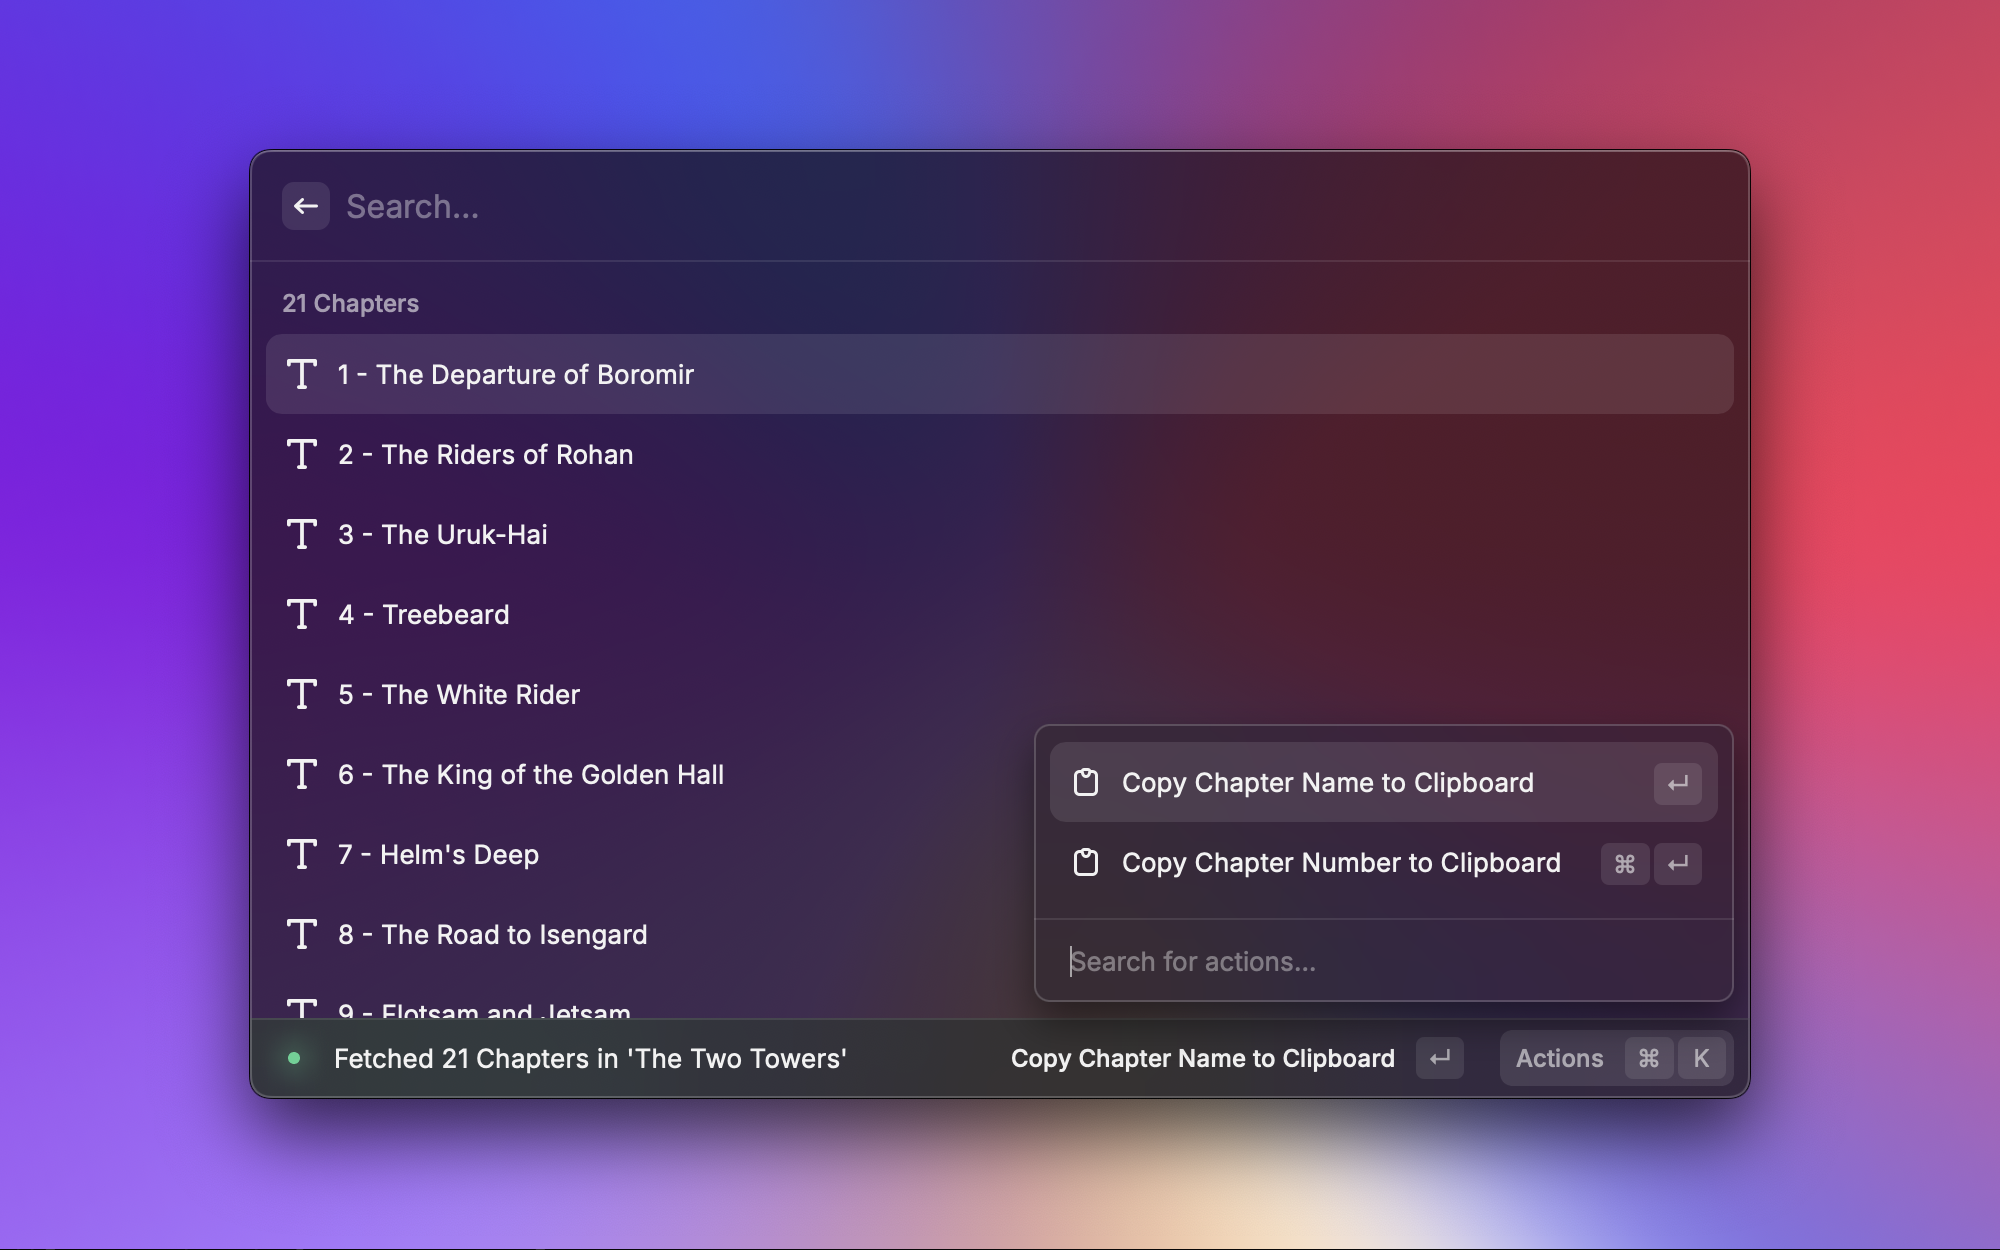 Search...
21 Chapters
1 - The Departure of Boromir
2 - The Riders of Rohan
3 - The Uruk-Hai
4 - Treebeard
5 - The White Rider
6 - The King of the Golden Hall
7 - Helm's Deep
8 - The Road to Isengard
9 - Flotsam and Jetsam
Copy Chapter Name to Clipboard ↵
Copy Chapter Number to Clipboard ⌘ ↵
Search for actions...
Fetched 21 Chapters in 'The Two Towers'
Copy Chapter Name to Clipboard ↵
Actions ⌘ K